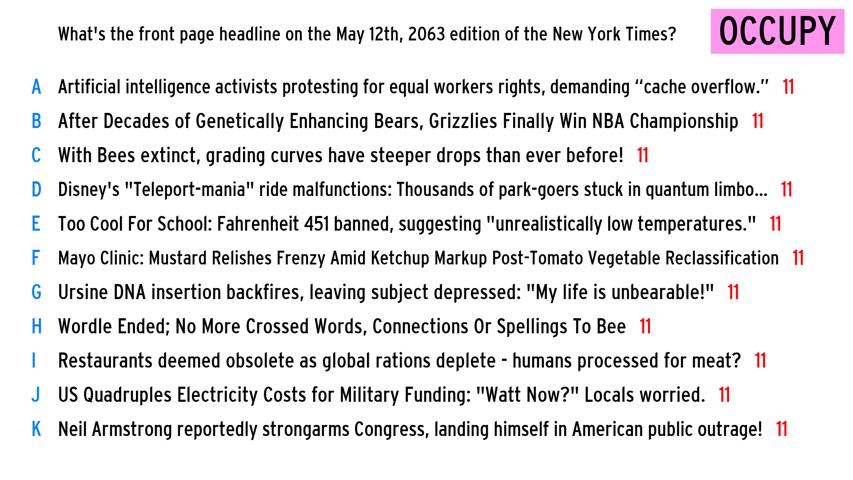 What's the front page headline on the May 12th, 2063 edition of the New York Times? OCCUPY
A Artificial intelligence activists protesting for equal workers rights, demanding “cache overflow.” 11
B After Decades of Genetically Enhancing Bears, Grizzlies Finally Win NBA Championship 11
C With Bees extinct, grading curves have steeper drops than ever before! 11
D Disney's "Teleport-mania" ride malfunctions: Thousands of park-goers stuck in quantum limbo... 11
E Too Cool For School: Fahrenheit 451 banned, suggesting "unrealistically low temperatures." 11
F Mayo Clinic: Mustard Relishes Frenzy Amid Ketchup Markup Post-Tomato Vegetable Reclassification 11
G Ursine DNA insertion backfires, leaving subject depressed: "My life is unbearable!" 11
H Wordle Ended; No More Crossed Words, Connections Or Spellings To Bee 11
I Restaurants deemed obsolete as global rations deplete - humans processed for meat? 11
J US Quadruples Electricity Costs for Military Funding: "Watt Now?" Locals worried. 11
K Neil Armstrong reportedly strongarms Congress, landing himself in American public outrage! 11